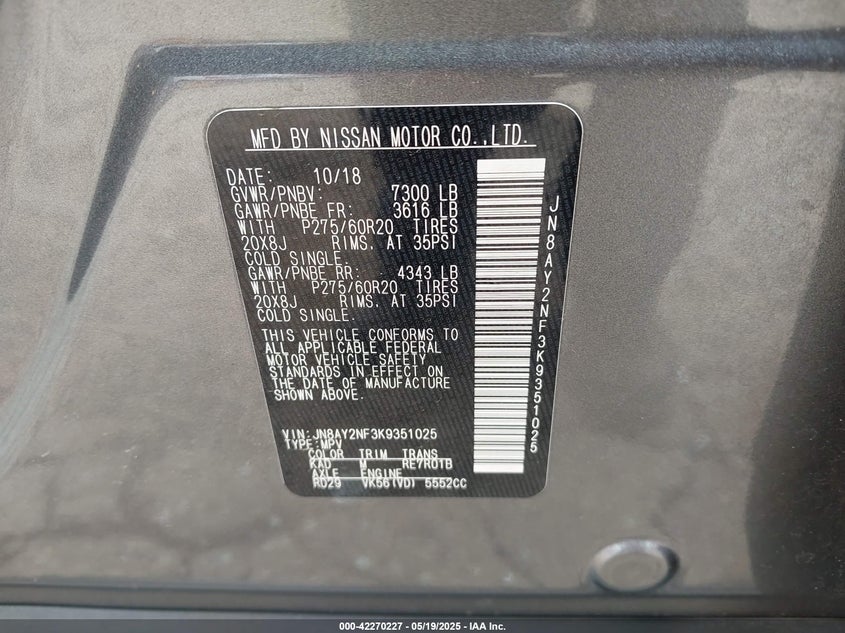 MFD BY NISSAN MOTOR CO.,LTD.
DATE: 10/18
GVWR/PNBV: 7300 LB
GAWR/PNBE FR: 3616 LB
WITH P275/60R20 TIRES
20X8J RIMS, AT 35PSI
COLD SINGLE.
GAWR/PNBE RR: 4343 LB
WITH P275/60R20 TIRES
20X8J RIMS, AT 35PSI
COLD SINGLE.
THIS VEHICLE CONFORMS TO
ALL APPLICABLE FEDERAL
MOTOR VEHICLE SAFETY
STANDARDS IN EFFECT ON
THE DATE OF MANUFACTURE
SHOWN ABOVE.
VIN:JN8AY2NF3K9351025
TYPE:MPV
COLOR TRIM TRANS
KAD M RE7R01B
AXLE ENGINE
RD29 VK56(VD) 5552CC
JN8AY2NF3K9351025
000-42270227 - 05/19/2025 - IAA Inc.